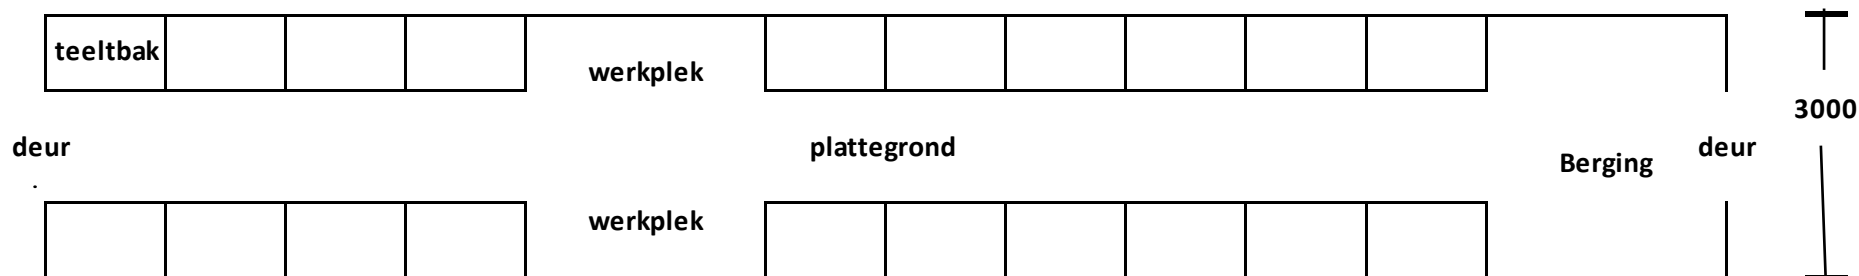 teeltbak
werkplek
3000
deur
plattegrond
Berging
deur
werkplek